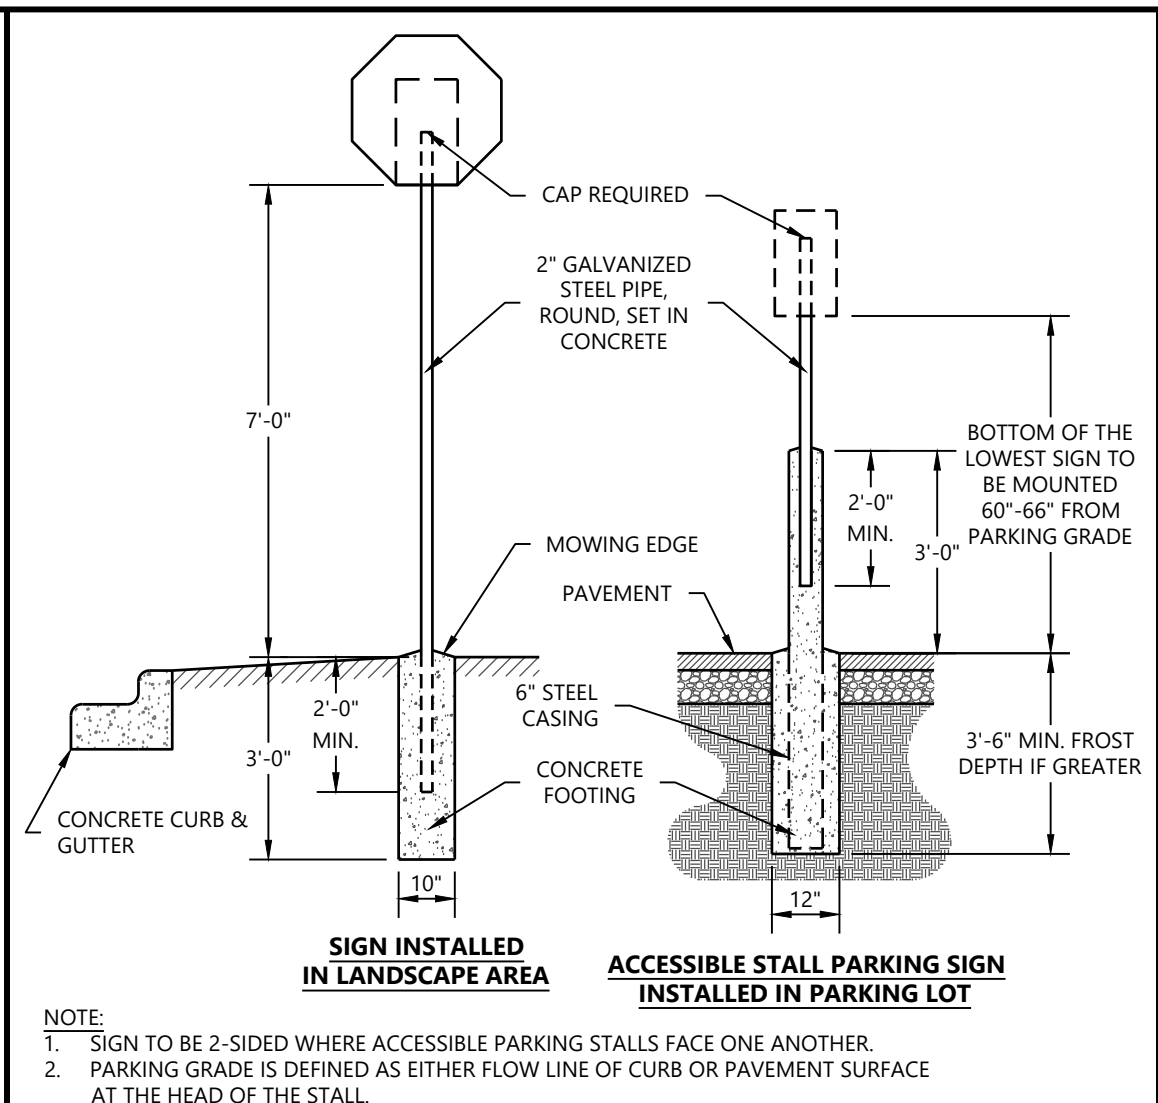 CAP REQUIRED
2" GALVANIZED
STEEL PIPE,
ROUND, SET IN
CONCRETE
7'-0"
BOTTOM OF THE
LOWEST SIGN TO
BE MOUNTED
60"-66" FROM
PARKING GRADE
2'-0"
MIN.
3'-0"
MOWING EDGE
PAVEMENT
2'-0"
MIN.
3'-0"
6" STEEL
CASING
3'-6" MIN. FROST
DEPTH IF GREATER
CONCRETE
FOOTING
CONCRETE CURB &
GUTTER
10"
12"
SIGN INSTALLED
IN LANDSCAPE AREA
ACCESSIBLE STALL PARKING SIGN
INSTALLED IN PARKING LOT
NOTE:
1. SIGN TO BE 2-SIDED WHERE ACCESSIBLE PARKING STALLS FACE ONE ANOTHER.
2. PARKING GRADE IS DEFINED AS EITHER FLOW LINE OF CURB OR PAVEMENT SURFACE
AT THE HEAD OF THE STALL.